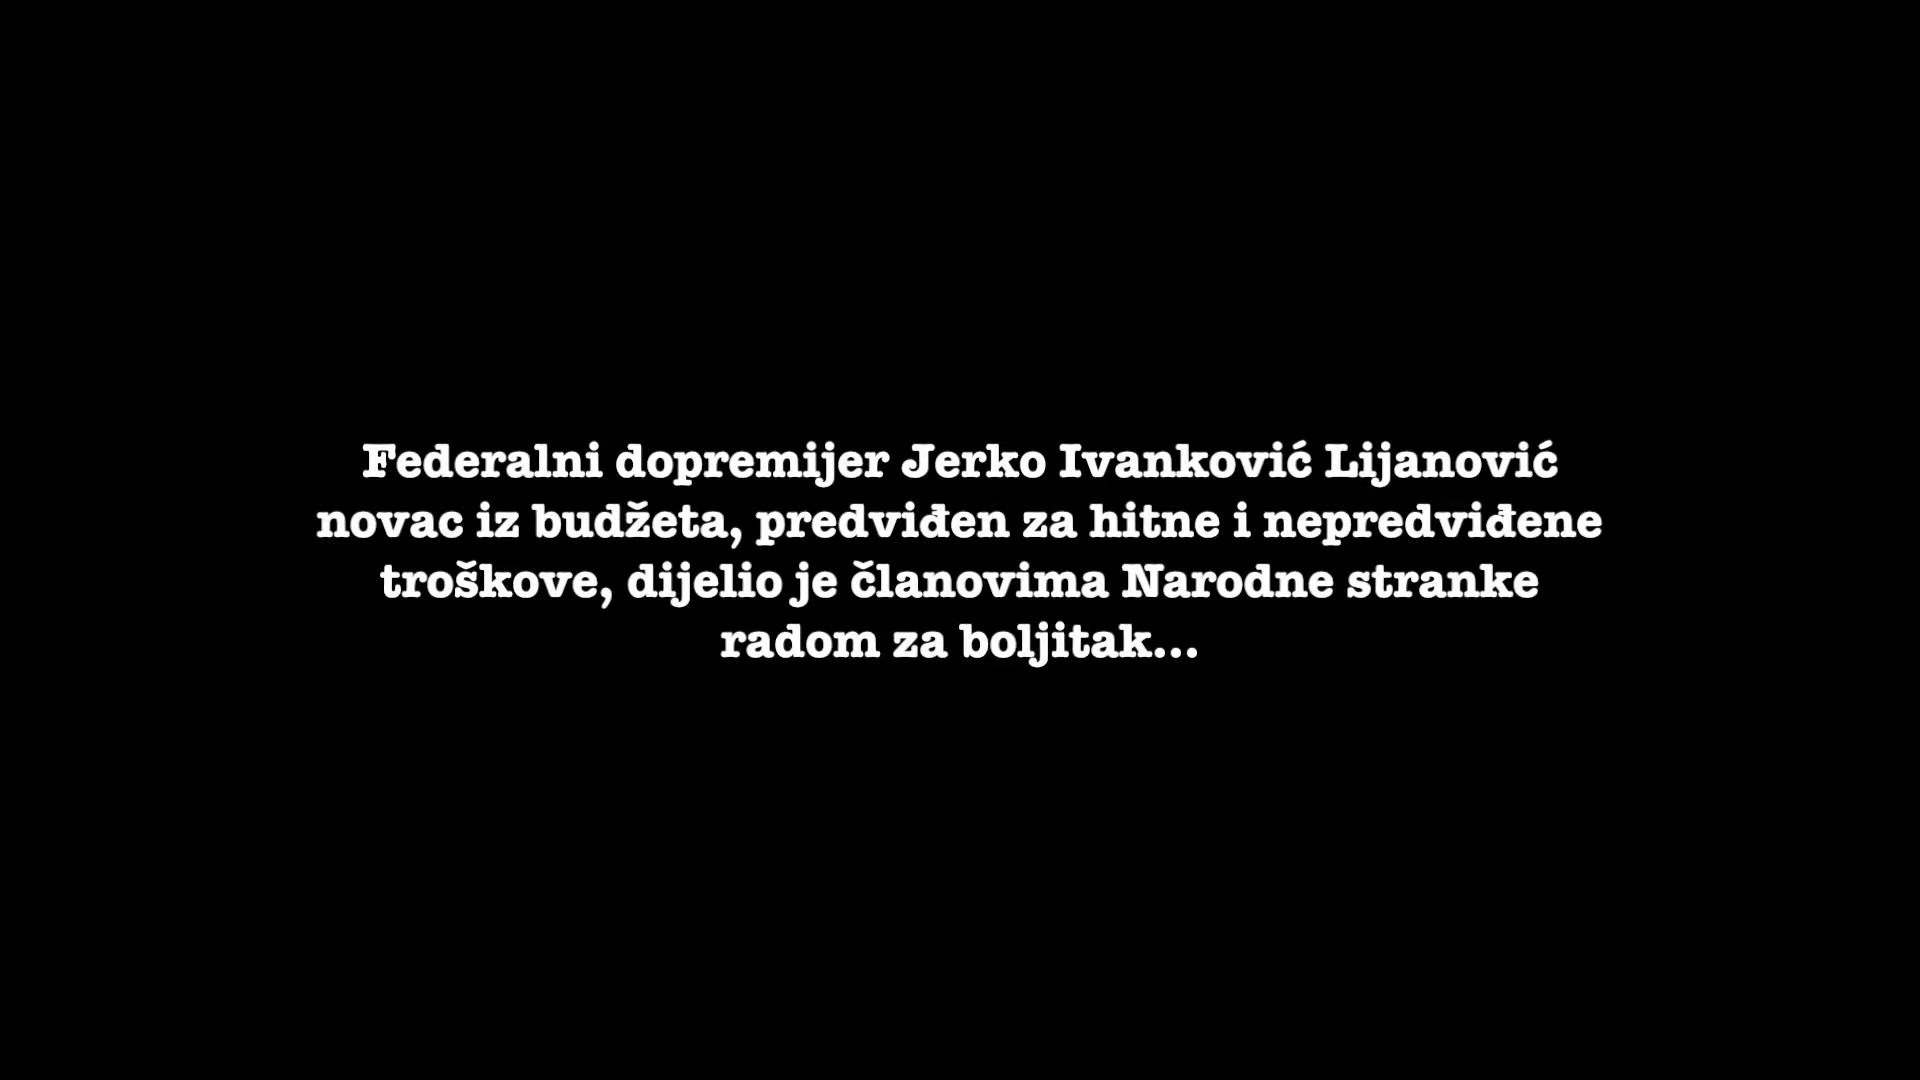 Federalni dopremijer Jerko Ivanković Lijanović
novac iz budžeta, predviđen za hitne i nepredviđene
troškove, dijelio je članovima Narodne stranke
radom za boljitak...